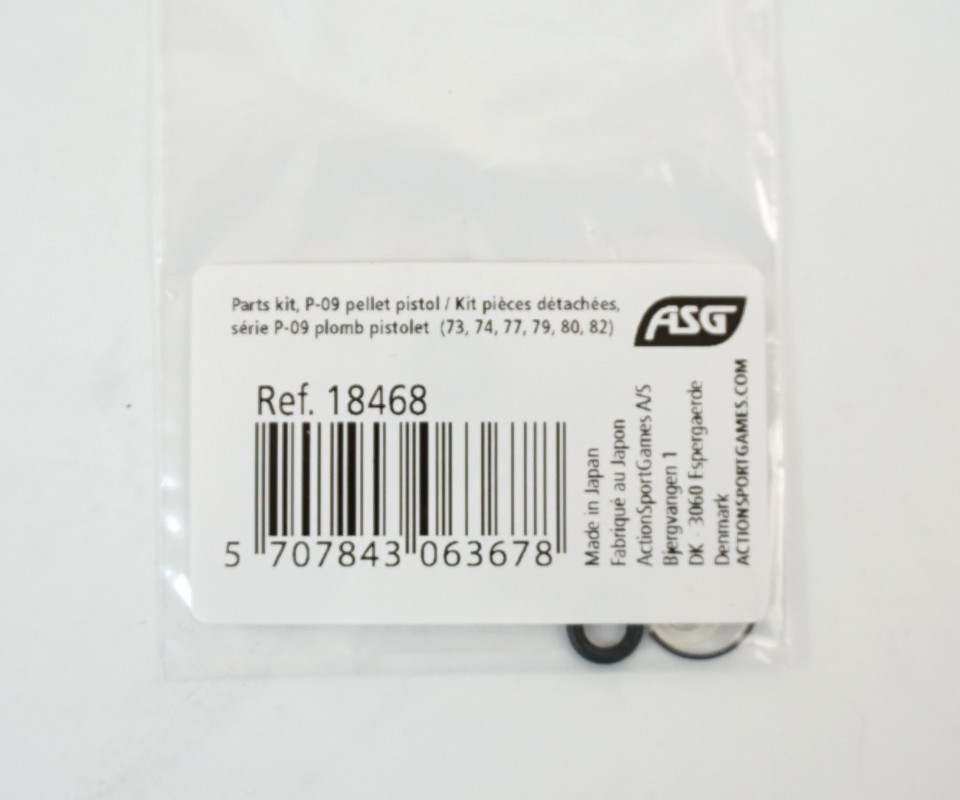 Parts kit, P-09 pellet pistol / Kit pièces détachées,
série P-09 plomb pistolet (73, 74, 77, 79, 80, 82)
ASG
Ref. 18468
5 707843 063678
Made in Japan
Fabriqué au Japon
ActionSportGames A/S
Bjergvangen 1
DK - 3060 Espergaerde
Denmark
ACTIONSPORTGAMES.COM